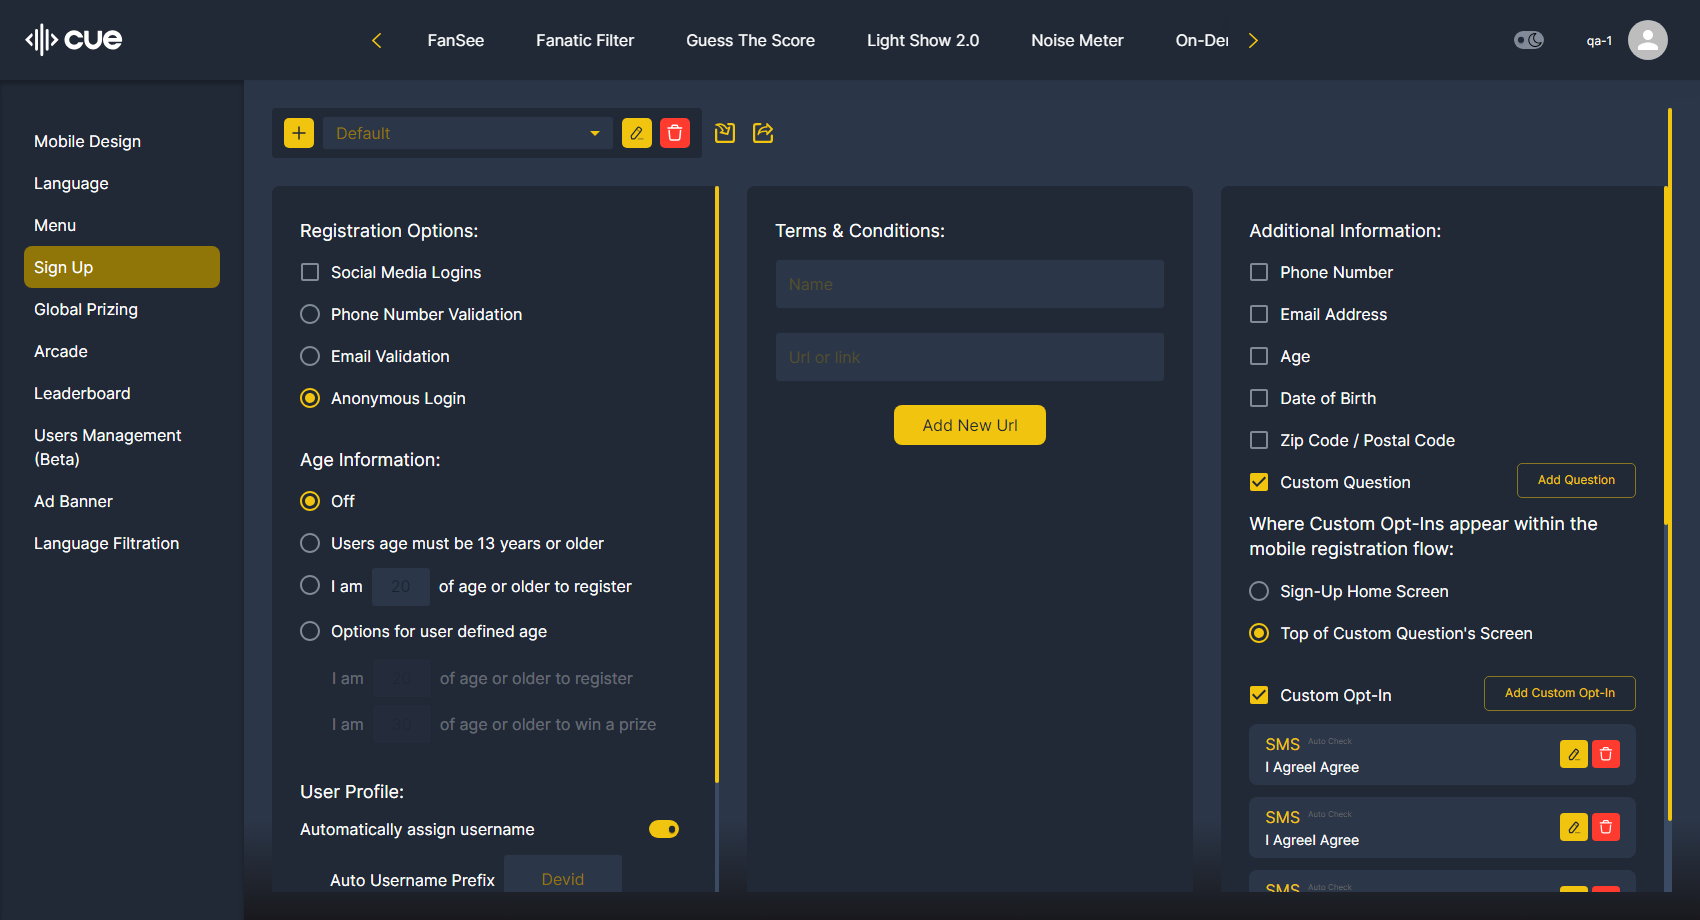 cue
FanSee
Fanatic Filter
Guess The Score
Light Show 2.0
Noise Meter
On-Der
qa-1
Mobile Design
Language
Menu
Sign Up
Global Prizing
Arcade
Leaderboard
Users Management
(Beta)
Ad Banner
Language Filtration
Default
Registration Options:
Social Media Logins
Phone Number Validation
Email Validation
Anonymous Login
Age Information:
Off
Users age must be 13 years or older
I am 20 of age or older to register
Options for user defined age
I am 20 of age or older to register
I am of age or older to win a prize
User Profile:
Automatically assign username
Auto Username Prefix Devid
Terms & Conditions:
Name
Url or link
Add New Url
Additional Information:
Phone Number
Email Address
Age
Date of Birth
Zip Code / Postal Code
Custom Question Add Question
Where Custom Opt-Ins appear within the
mobile registration flow:
Sign-Up Home Screen
Top of Custom Question's Screen
Custom Opt-In Add Custom Opt-In
SMS Auto Check
I AgreeI Agree
SMS Auto Check
I AgreeI Agree
SMS Auto Check